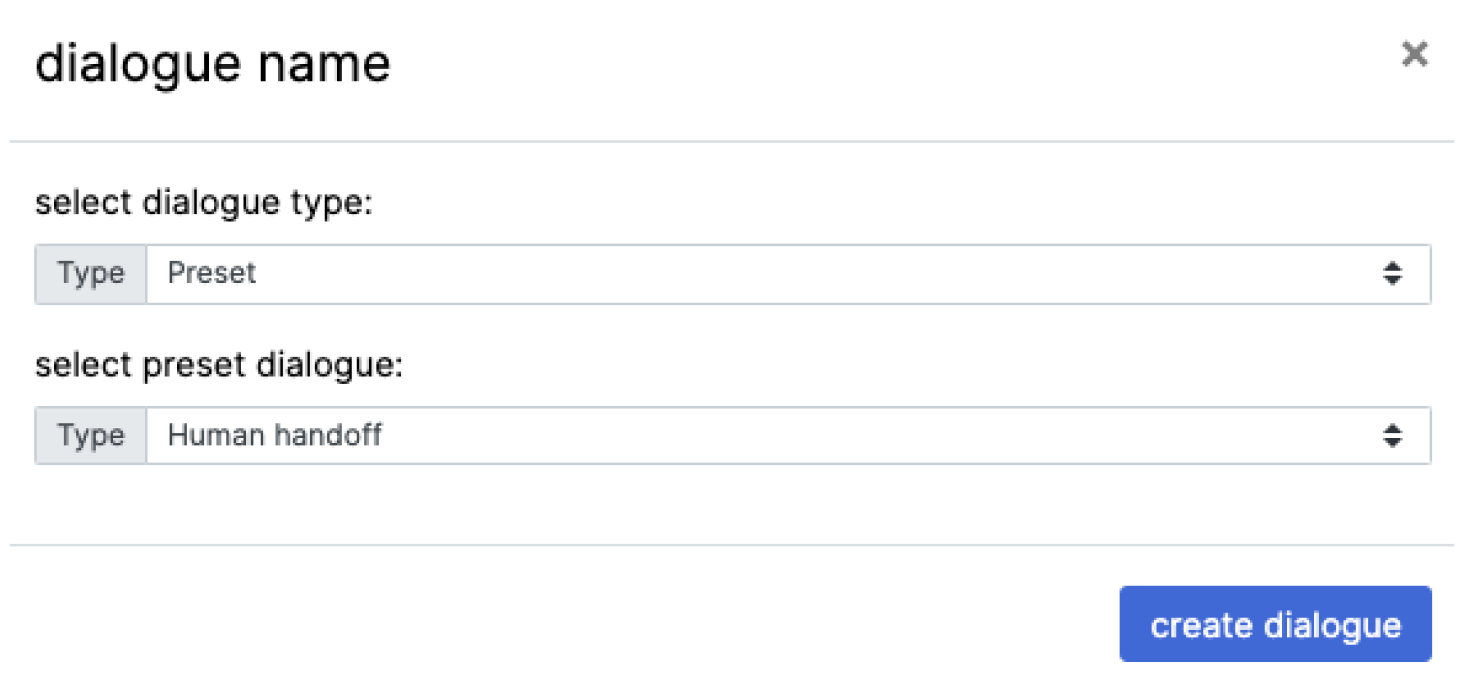 dialogue name
×
select dialogue type:
Type Preset
select preset dialogue:
Type Human handoff
create dialogue